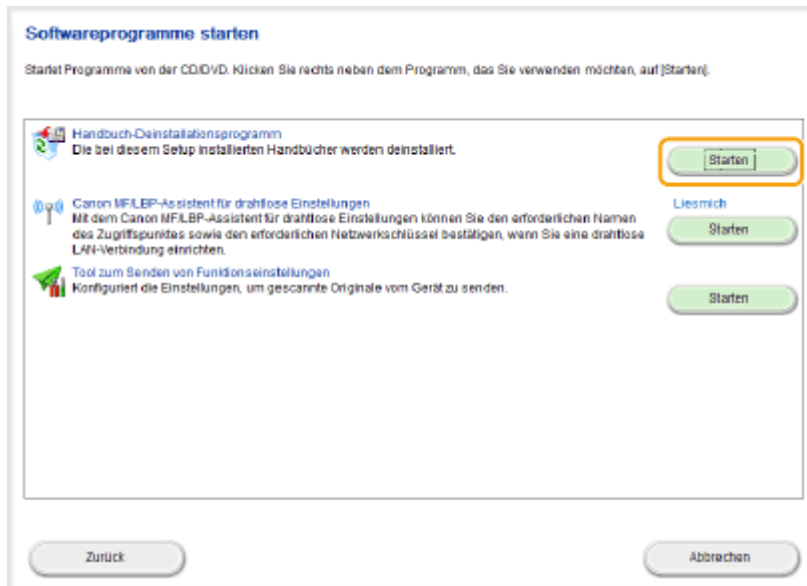 Softwareprogramme starten
Startet Programme von der CD/DVD. Klicken Sie rechts neben dem Programm, das Sie verwenden möchten, auf [Starten].
Handbuch-Deinstallationsprogramm
Die bei diesem Setup installierten Handbücher werden deinstalliert.
Starten
Canon MF/LBP-Assistent für drahtlose Einstellungen
Liesmich
Mit dem Canon MF/LBP-Assistent für drahtlose Einstellungen können Sie den erforderlichen Namen
des Zugriffspunktes sowie den erforderlichen Netzwerkschlüssel bestätigen, wenn Sie eine drahtlose
LAN-Verbindung einrichten.
Starten
Tool zum Senden von Funktionseinstellungen
Konfiguriert die Einstellungen, um gescannte Originale vom Gerät zu senden.
Starten
Zurück
Abbrechen